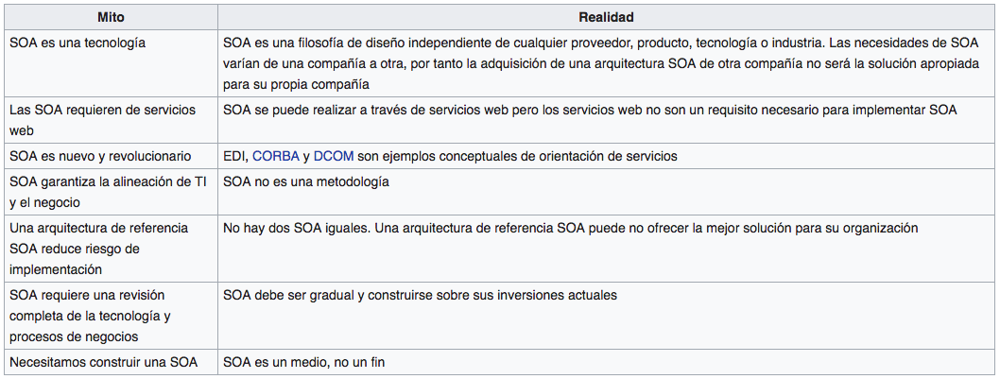 Mito
Realidad
SOA es una tecnología
SOA es una filosofía de diseño independiente de cualquier proveedor, producto, tecnología o industria. Las necesidades de SOA
varían de una compañía a otra, por tanto la adquisición de una arquitectura SOA de otra compañía no será la solución apropiada
para su propia compañía
Las SOA requieren de servicios
web
SOA se puede realizar a través de servicios web pero los servicios web no son un requisito necesario para implementar SOA
SOA es nuevo y revolucionario
EDI, CORBA y DCOM son ejemplos conceptuales de orientación de servicios
SOA garantiza la alineación de TI
y el negocio
SOA no es una metodología
Una arquitectura de referencia
SOA reduce riesgo de
implementación
No hay dos SOA iguales. Una arquitectura de referencia SOA puede no ofrecer la mejor solución para su organización
SOA requiere una revisión
completa de la tecnología y
procesos de negocios
SOA debe ser gradual y construirse sobre sus inversiones actuales
Necesitamos construir una SOA
SOA es un medio, no un fin